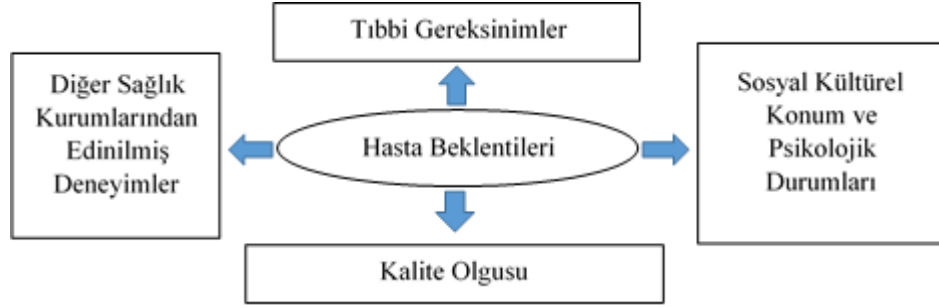 Tıbbi Gereksinimler
Diğer Sağlık
Kurumlarından
Edinilmiş
Deneyimler
Hasta Beklentileri
Sosyal Kültürel
Konum ve
Psikolojik
Durumları
Kalite Olgusu